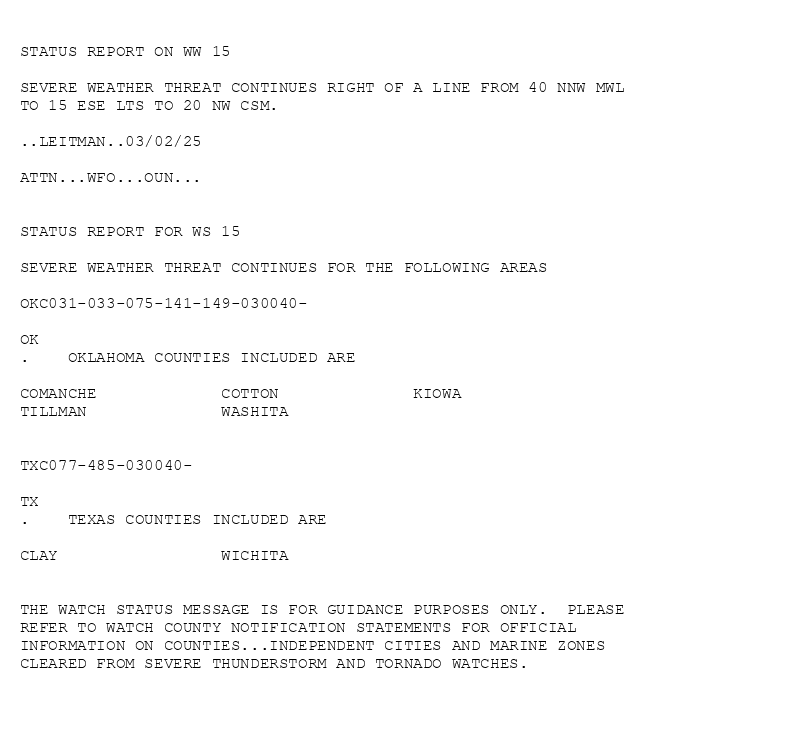 STATUS REPORT ON WW 15
SEVERE WEATHER THREAT CONTINUES RIGHT OF A LINE FROM 40 NNW MWL
TO 15 ESE LTS TO 20 NW CSM.
..LEITMAN..03/02/25
ATTN...WFO...OUN...
STATUS REPORT FOR WS 15
SEVERE WEATHER THREAT CONTINUES FOR THE FOLLOWING AREAS
OKC031-033-075-141-149-030040-
OK
.    OKLAHOMA COUNTIES INCLUDED ARE
COMANCHE             COTTON              KIOWA
TILLMAN              WASHITA
TXC077-485-030040-
TX
.    TEXAS COUNTIES INCLUDED ARE
CLAY                 WICHITA
THE WATCH STATUS MESSAGE IS FOR GUIDANCE PURPOSES ONLY.  PLEASE
REFER TO WATCH COUNTY NOTIFICATION STATEMENTS FOR OFFICIAL
INFORMATION ON COUNTIES...INDEPENDENT CITIES AND MARINE ZONES
CLEARED FROM SEVERE THUNDERSTORM AND TORNADO WATCHES.